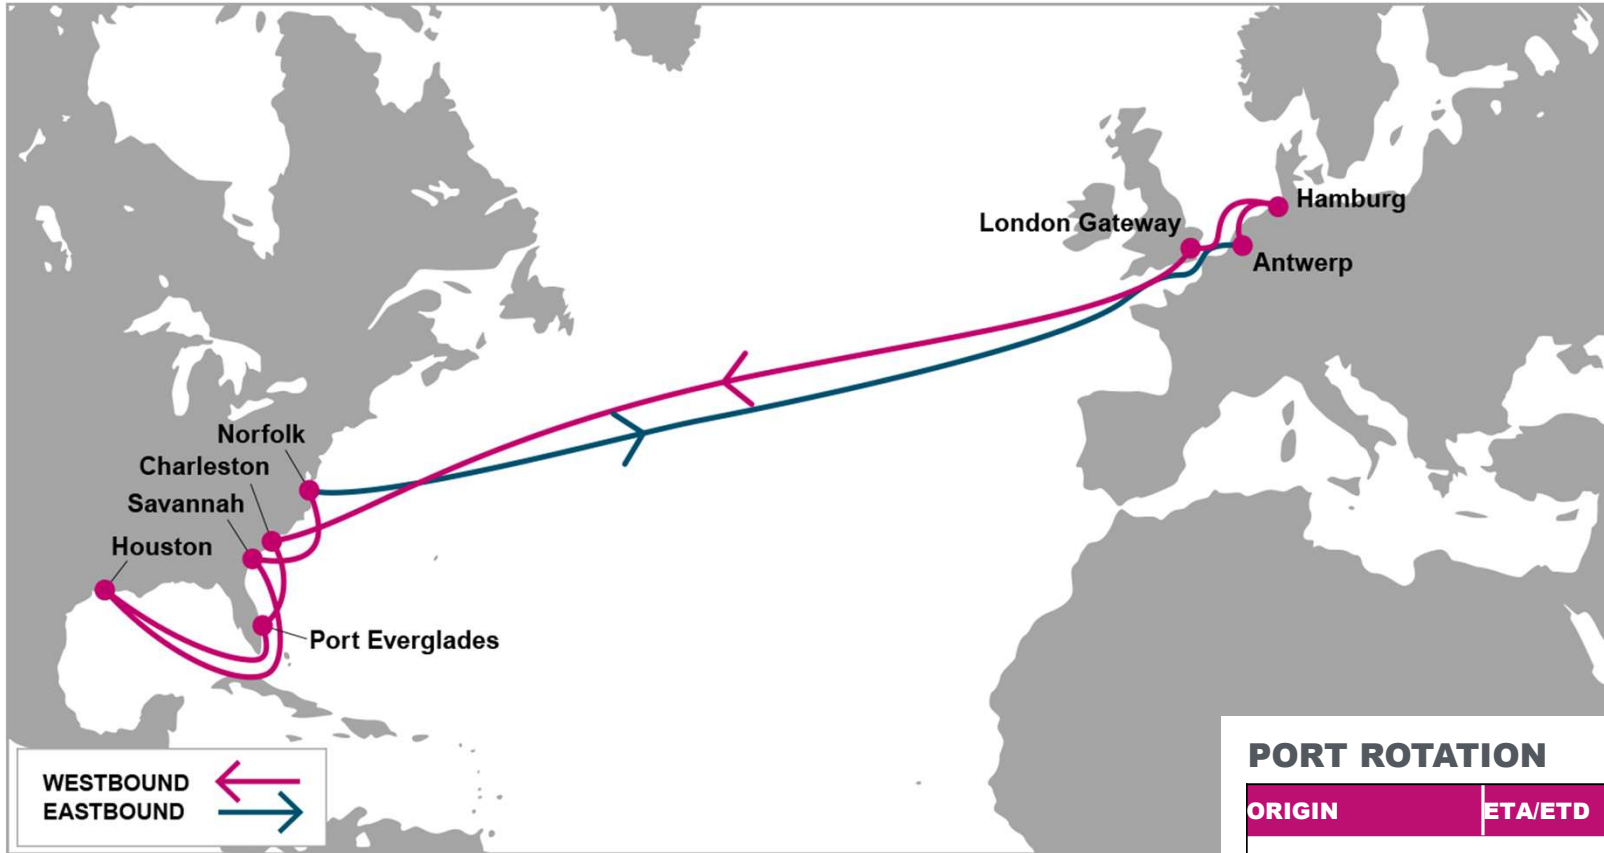 Hamburg
London Gateway
Antwerp
Norfolk
Charleston
Savannah
Houston
Port Everglades
WESTBOUND
EASTBOUND
PORT ROTATION
ORIGIN ETA/ETD